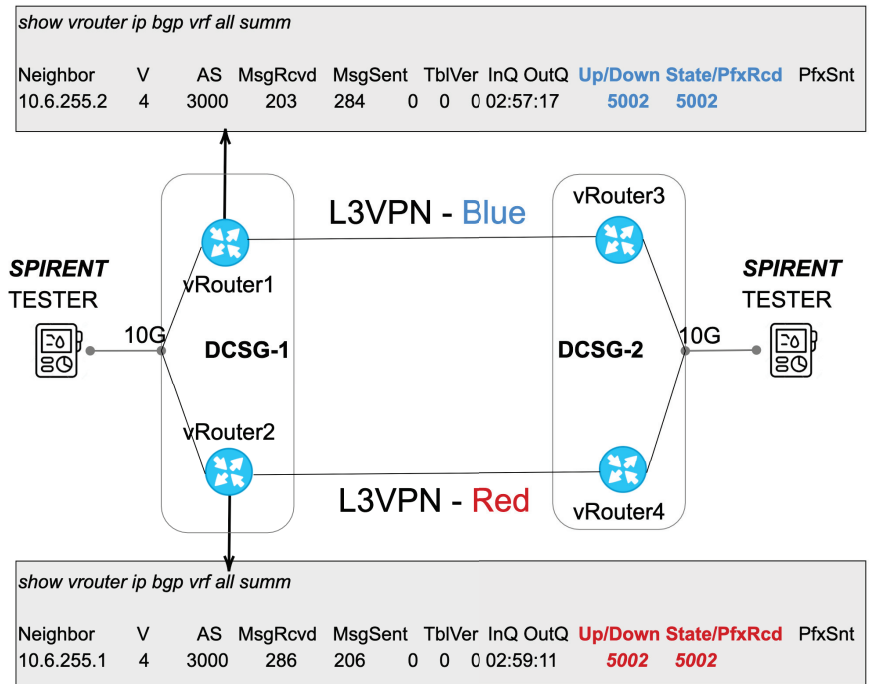 show vrouter ip bgp vrf all summ
Neighbor V AS MsgRcvd MsgSent TblVer InQ OutQ Up/Down State/PfxRcd PfxSnt
10.6.255.2 4 3000 203 284 0 0 0 02:57:17 5002 5002
L3VPN - Blue
vRouter3
SPIRENT
TESTER
vRouter1
SPIRENT
TESTER
10G
DCSG-1
DCSG-2
10G
vRouter2
L3VPN - Red
vRouter4
show vrouter ip bgp vrf all summ
Neighbor V AS MsgRcvd MsgSent TblVer InQ OutQ Up/Down State/PfxRcd PfxSnt
10.6.255.1 4 3000 286 206 0 0 0 02:59:11 5002 5002